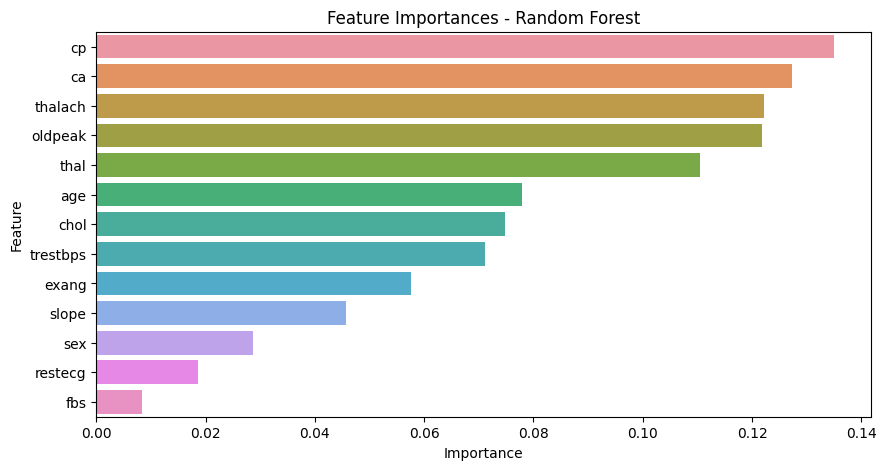 Feature Importances - Random Forest
Feature
cp
ca
thalach
oldpeak
thal
age
chol
trestbps
exang
slope
sex
restecg
fbs
0.00 0.02 0.04 0.06 0.08 0.10 0.12 0.14
Importance